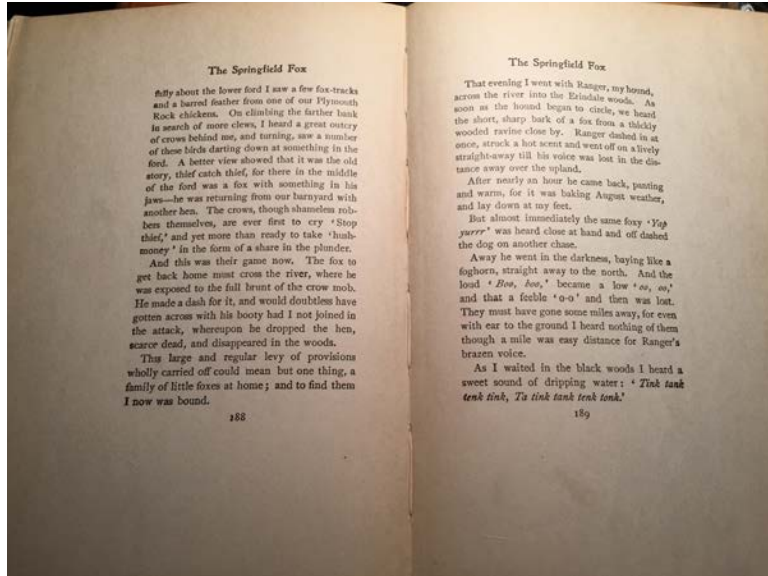 The Springfield Fox
fully about the lower ford I saw a few fox-tracks
and a barred feather from one of our Plymouth
Rock chickens. On climbing the farther bank
in search of more clews, I heard a great outcry
of crows behind me, and turning, saw a number
of these birds darting down at something in the
ford. A better view showed that it was the old
story, thief catch thief, for there in the middle
of the ford was a fox with something in his
jaws—he was returning from our barnyard with
another hen. The crows, though shameless rob-
bers themselves, are ever first to cry ‘Stop
thief,’ and yet more than ready to take ‘hush-
money’ in the form of a share in the plunder.
And this was their game now. The fox to
get back home must cross the river, where he
was exposed to the full brunt of the crow mob.
He made a dash for it, and would doubtless have
gotten across with his booty had I not joined in
the attack, whereupon he dropped the hen,
scarce dead, and disappeared in the woods.
This large and regular levy of provisions
wholly carried off could mean but one thing, a
family of little foxes at home; and to find them
I now was bound.
188
The Springfield Fox
That evening I went with Ranger, my hound,
across the river into the Erindale woods. As
soon as the hound began to circle, we heard
the short, sharp bark of a fox from a thickly
wooded ravine close by. Ranger dashed in at
once, struck a hot scent and went off on a lively
straight-away till his voice was lost in the dis-
tance away over the upland.
After nearly an hour he came back, panting
and warm, for it was baking August weather,
and lay down at my feet.
But almost immediately the same foxy ‘Yap
yurrr’ was heard close at hand and off dashed
the dog on another chase.
Away he went in the darkness, baying like a
foghorn, straight away to the north. And the
loud ‘Boo, boo,’ became a low ‘oo, oo,’
and that a feeble ‘o-o’ and then was lost.
They must have gone some miles away, for even
with ear to the ground I heard nothing of them
though a mile was easy distance for Ranger's
brazen voice.
As I waited in the black woods I heard a
sweet sound of dripping water: ‘Tink tank
tenk tink, Ta tink tank tenk tonk.’
189